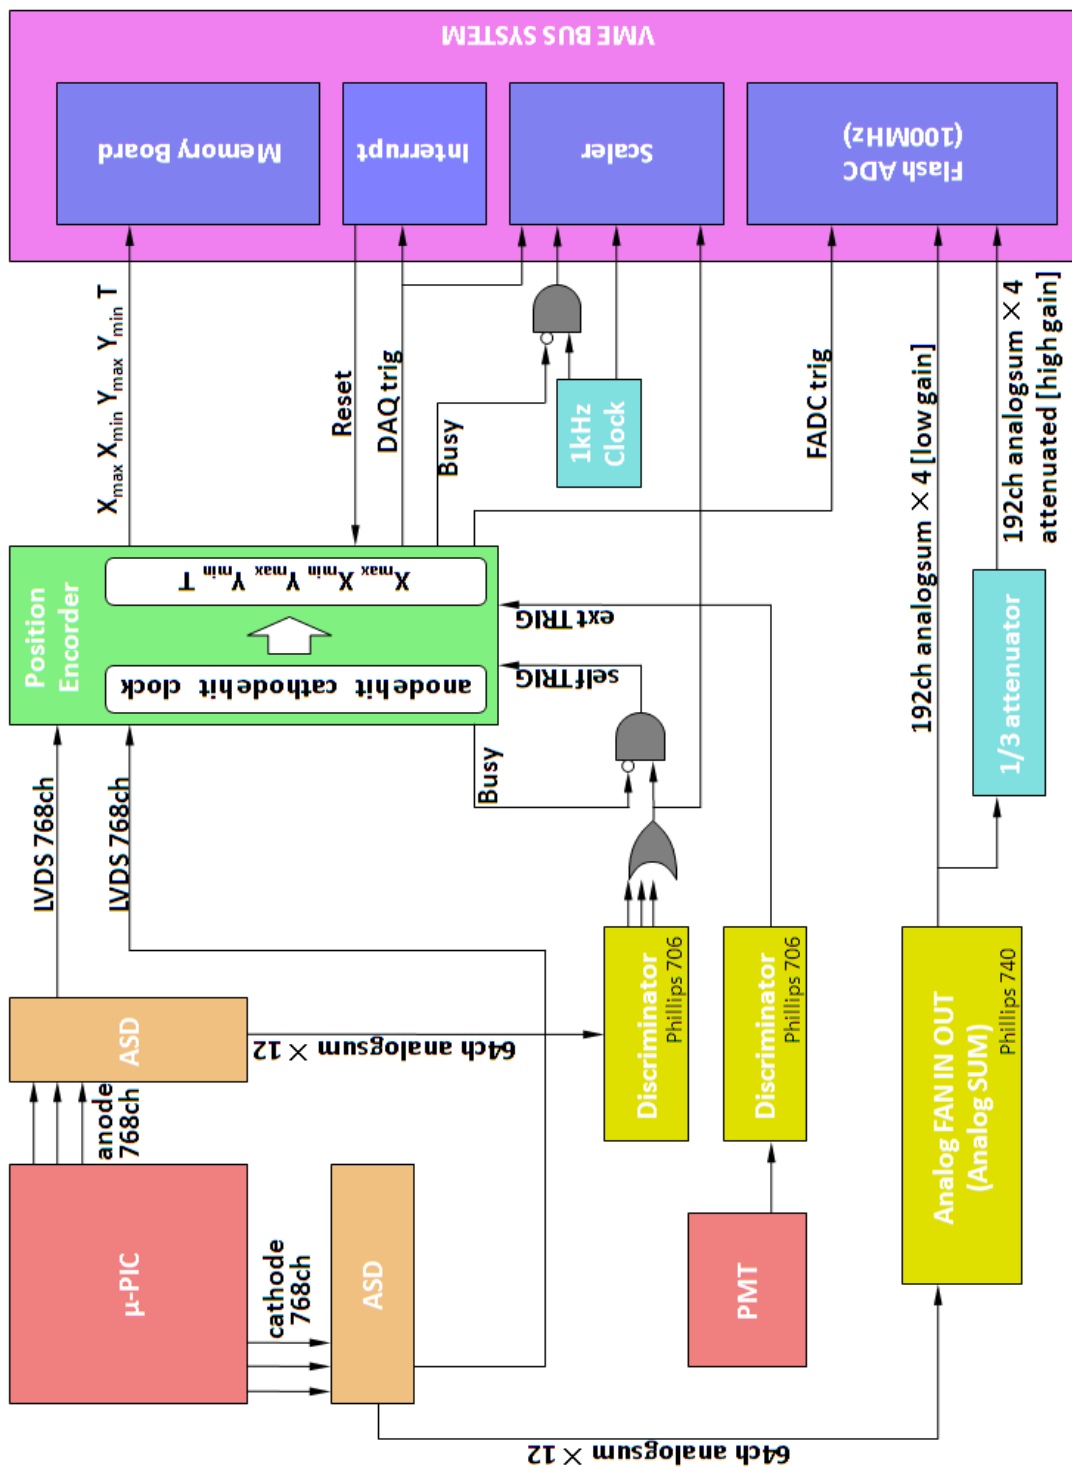 VME BUS SYSTEM
Memory Board
Interrupt
Scaler
Flash ADC
(100MHz)
Xmax Xmin Ymax Ymin T
Reset
DAQ trig
Busy
1kHz
Clock
FADC trig
192ch analogsum × 4 [low gain]
192ch analogsum × 4
attenuated [high gain]
Position
Encorder
Xmax Xmin Ymax Ymin T
anodehit cathodehit clock
ext TRIG
selfTRIG
Busy
1/3 attenuator
LVDS 768ch
LVDS 768ch
ASD
64ch analogsum × 12
anode
768ch
Discriminator
Phillips 706
Discriminator
Phillips 706
Analog FAN IN OUT
(Analog SUM)
Phillips 740
μ-PIC
cathode
768ch
ASD
PMT
64ch analogsum × 12